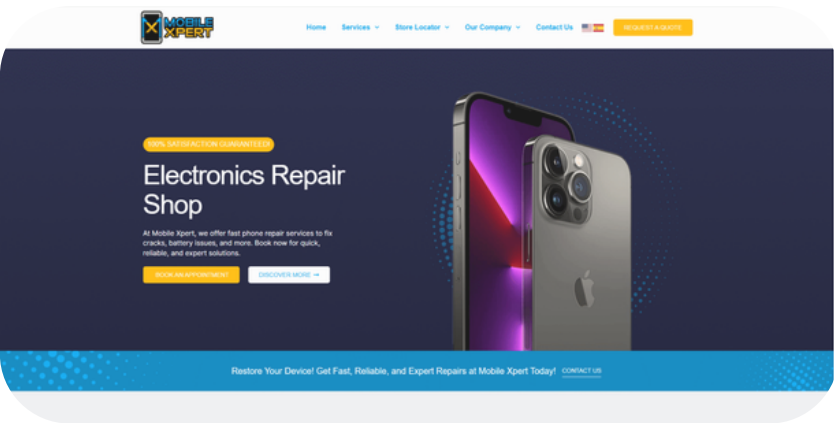 MOBILE
XPERT
Home Services Store Locator Our Company Contact Us REQUEST A QUOTE
100% SATISFACTION GUARANTEED!
Electronics Repair
Shop
At Mobile Xpert, we offer fast phone repair services to fix
cracks, battery issues, and more. Book now for quick,
reliable, and expert solutions.
BOOK AN APPOINTMENT DISCOVER MORE →
Restore Your Device! Get Fast, Reliable, and Expert Repairs at Mobile Xpert Today! CONTACT US